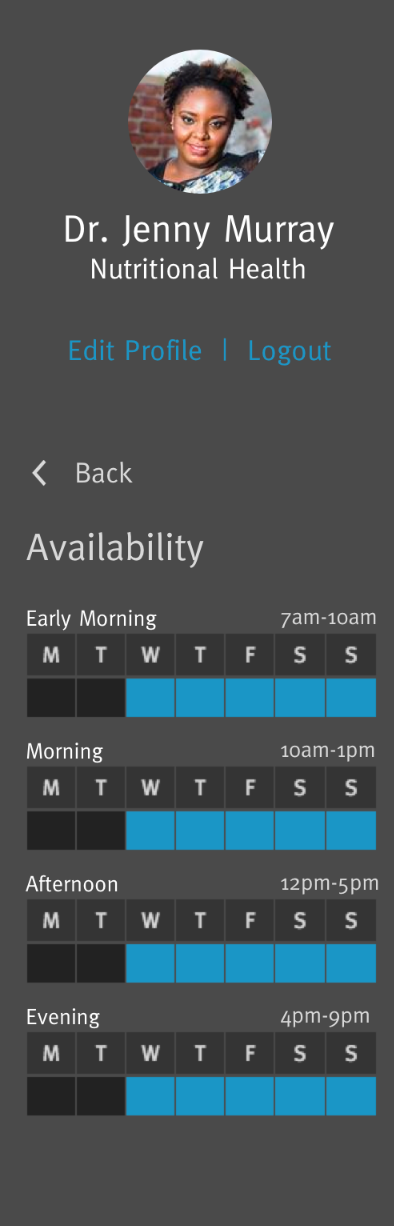 Dr. Jenny Murray
Nutritional Health
Edit Profile | Logout
Back
Availability
Early Morning 7am-10am
M T W T F S S
Morning 10am-1pm
M T W T F S S
Afternoon 12pm-5pm
M T W T F S S
Evening 4pm-9pm
M T W T F S S